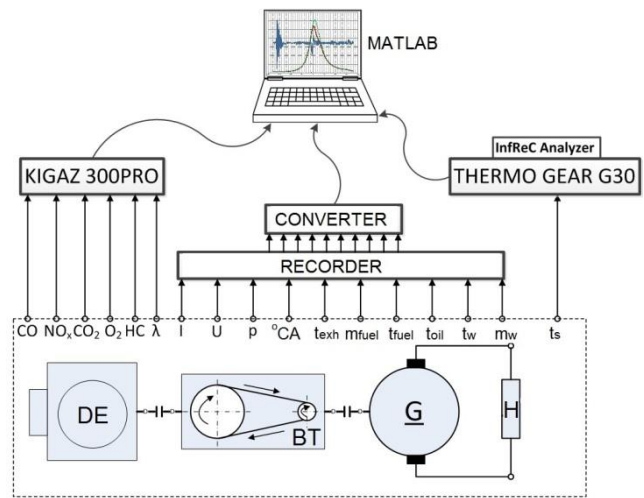 MATLAB
InfReC Analyzer
KIGAZ 300PRO
THERMO GEAR G30
CONVERTER
RECORDER
CO NOx CO2 O2 HC λ I U p °CA texh mfuel tfuel toil tw mw ts
DE
BT
G
H